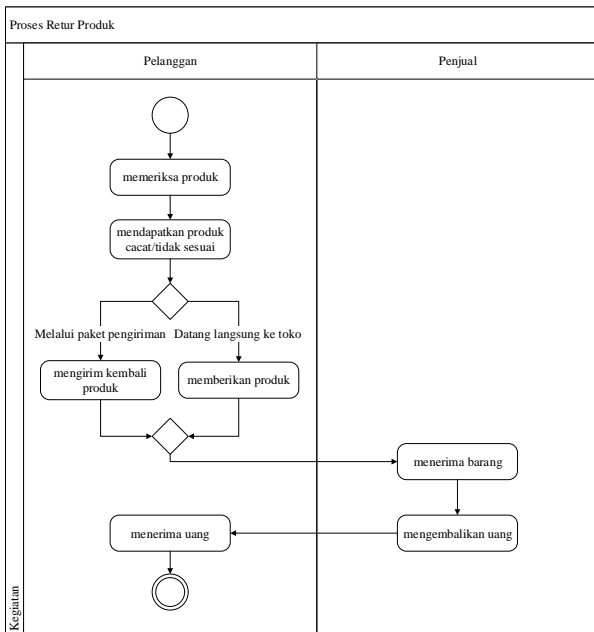 Proses Retur Produk
Pelanggan
Penjual
memeriksa produk
mendapatkan produk
cacat/tidak sesuai
Melalui paket pengiriman
Datang langsung ke toko
mengirim kembali
produk
memberikan produk
menerima barang
menerima uang
mengembalikan uang
Kegiatan